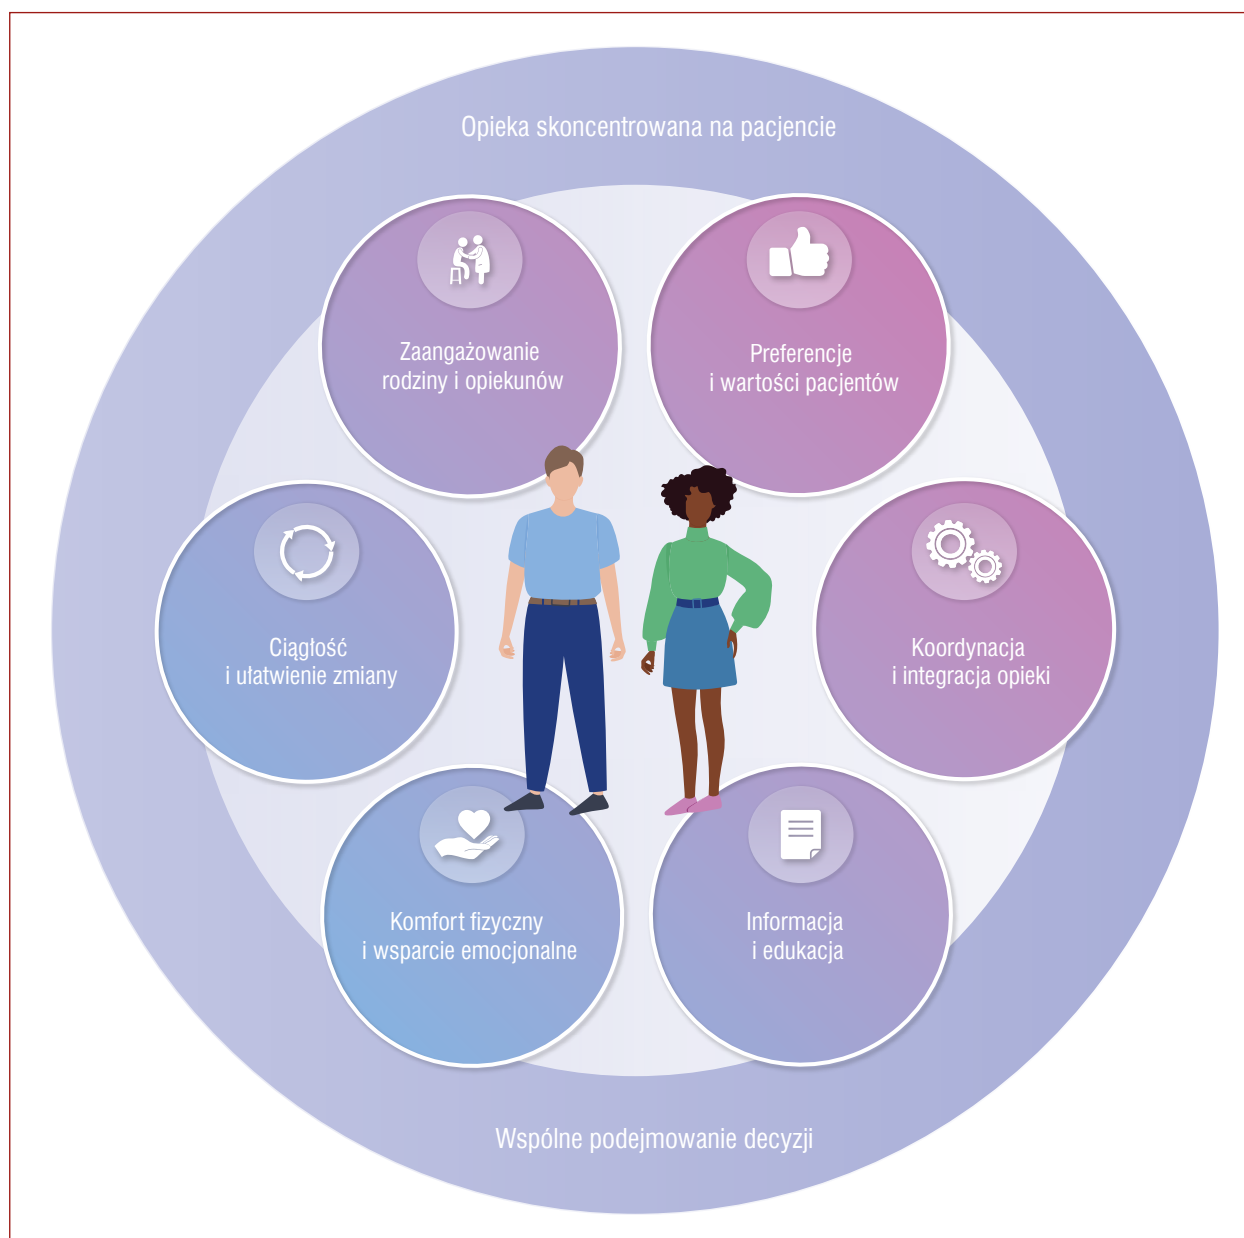 Opieka skoncentrowana na pacjencie
Zaangażowanie
rodziny i opiekunów
Preferencje
i wartości pacjentów
Ciągłość
i ułatwienie zmiany
Koordynacja
i integracja opieki
Komfort fizyczny
i wsparcie emocjonalne
Informacja
i edukacja
Wspólne podejmowanie decyzji